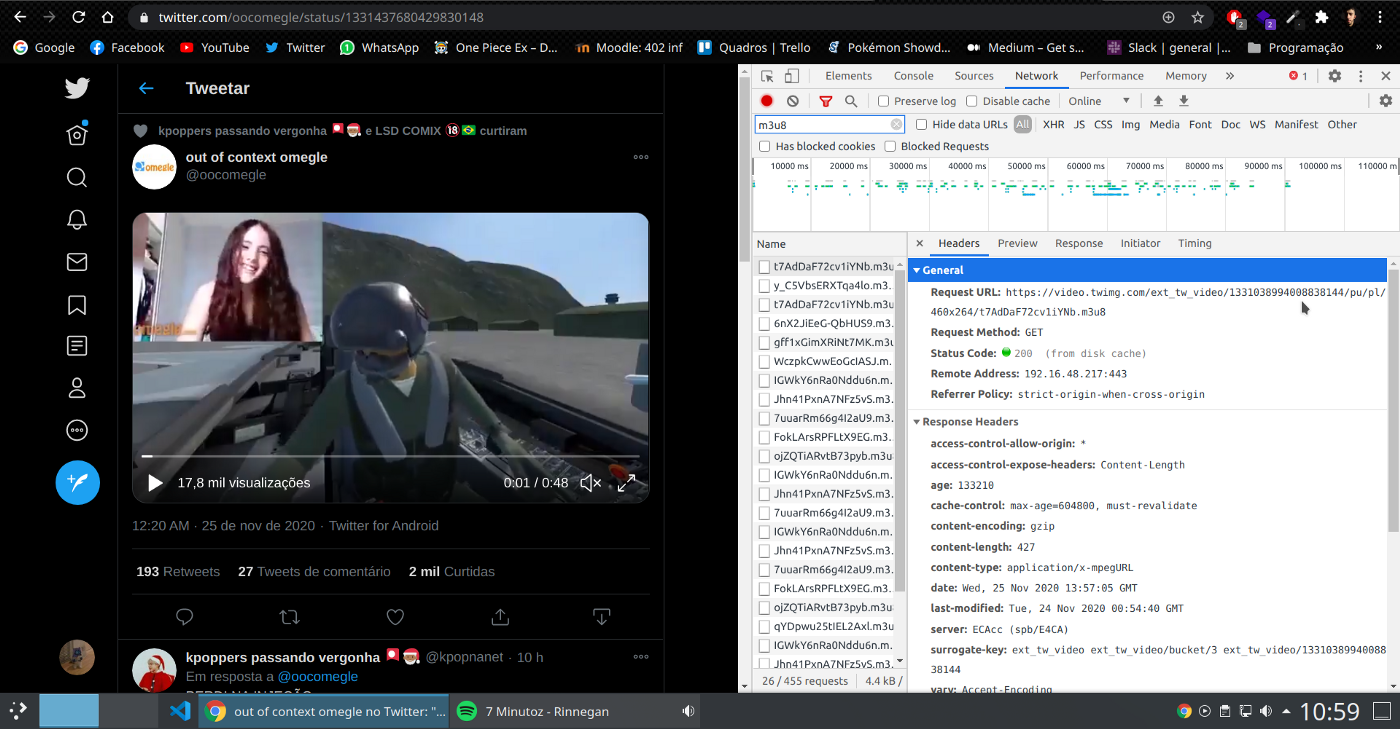 twitter.com/oocomegle/status/1331437680429830148
2
2
Google
Facebook
YouTube
Twitter
WhatsApp
One Piece Ex – D...
Moodle: 402 inf
Quadros | Trello
Pokémon Showd...
Medium – Get s...
Slack | general |...
Programação
»
Tweetar
kpoppers passando vergonha e LSD COMIX curtiram
out of context omegle
@oocomegle
omegle
17,8 mil visualizações
0:01 / 0:48
12:20 AM · 25 de nov de 2020 · Twitter for Android
193 Retweets 27 Tweets de comentário 2 mil Curtidas
kpoppers passando vergonha @kpopnanet · 10 h
Em resposta a @oocomegle
Elements
Console
Sources
Network
Performance
Memory
»
1
Preserve log
Disable cache
Online
m3u8
Hide data URLs
All
XHR
JS
CSS
Img
Media
Font
Doc
WS
Manifest
Other
Has blocked cookies
Blocked Requests
10000 ms
20000 ms
30000 ms
40000 ms
50000 ms
60000 ms
70000 ms
80000 ms
90000 ms
100000 ms
110000 m
Name
t7AdDaF72cv1iYNb.m3u
y_C5VbsERXTqa4lo.m3...
t7AdDaF72cv1iYNb.m3u
6nX2JiEeG-QbHUS9.m3...
gff1xGimXRiNt7MK.m3u
WczpkCwwEoGcIASJ.m...
IGWkY6nRa0Nddu6n.m...
Jhn41PxnA7NFz5vS.m3...
7uuarRm66g4I2aU9.m3...
FokLArsRPFLtX9EG.m3...
ojZQTiARvtB73pyb.m3u
IGWkY6nRa0Nddu6n.m...
Jhn41PxnA7NFz5vS.m3...
7uuarRm66g4I2aU9.m3...
IGWkY6nRa0Nddu6n.m...
Jhn41PxnA7NFz5vS.m3...
7uuarRm66g4I2aU9.m3...
FokLArsRPFLtX9EG.m3...
ojZQTiARvtB73pyb.m3u
qYDpwu2StIEL2Axl.m3u
IGWkY6nRa0Nddu6n.m...
Jhn41PxnA7NFz5vS.m3...
26 / 455 requests
4.4 kB /
Headers
Preview
Response
Initiator
Timing
General
Request URL: https://video.twimg.com/ext_tw_video/1331038994008838144/pu/pl/
460x264/t7AdDaF72cv1iYNb.m3u8
Request Method: GET
Status Code: 200 (from disk cache)
Remote Address: 192.16.48.217:443
Referrer Policy: strict-origin-when-cross-origin
Response Headers
access-control-allow-origin: *
access-control-expose-headers: Content-Length
age: 133210
cache-control: max-age=604800, must-revalidate
content-encoding: gzip
content-length: 427
content-type: application/x-mpegURL
date: Wed, 25 Nov 2020 13:57:05 GMT
last-modified: Tue, 24 Nov 2020 00:54:40 GMT
server: ECAcc (spb/E4CA)
surrogate-key: ext_tw_video ext_tw_video/bucket/3 ext_tw_video/13310389940088
38144
vary: Accept-Encoding
out of context omegle no Twitter: "...
7 Minutoz - Rinnegan
10:59